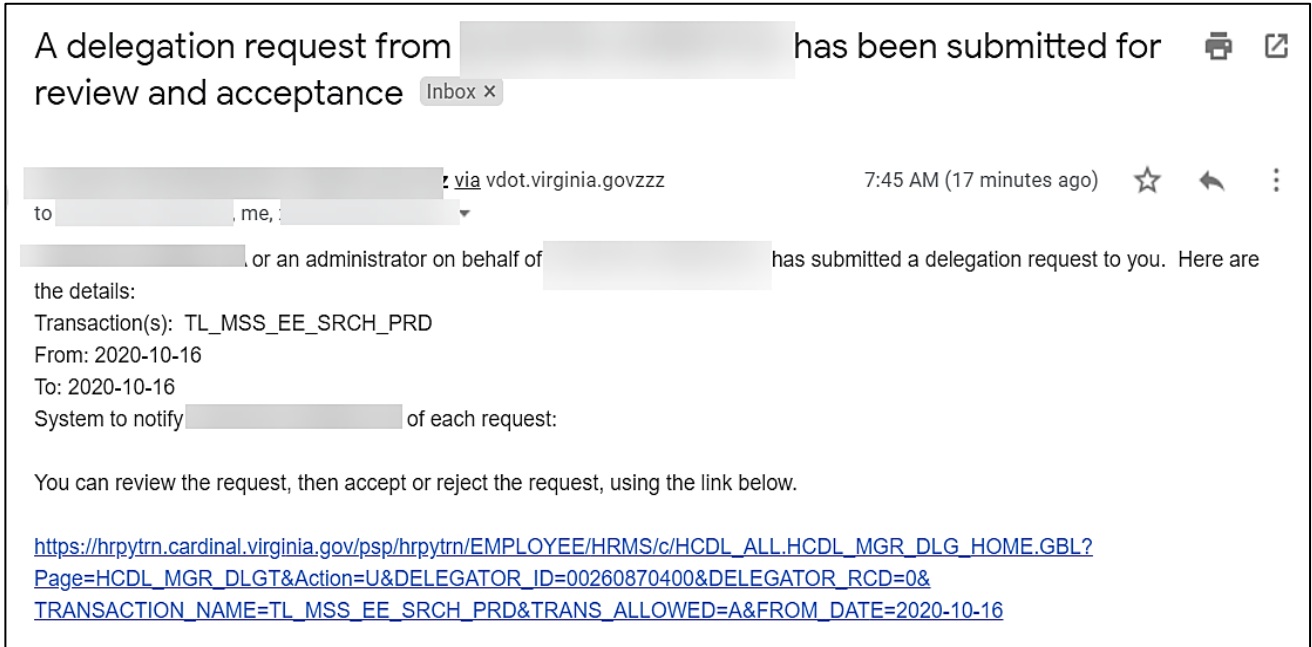 A delegation request from has been submitted for
review and acceptance Inbox ×
z via vdot.virginia.govzzz 7:45 AM (17 minutes ago)
to , me,
or an administrator on behalf of has submitted a delegation request to you. Here are
the details:
Transaction(s): TL_MSS_EE_SRCH_PRD
From: 2020-10-16
To: 2020-10-16
System to notify of each request:
You can review the request, then accept or reject the request, using the link below.
https://hrpytrn.cardinal.virginia.gov/psp/hrpytrn/EMPLOYEE/HRMS/c/HCDL_ALL.HCDL_MGR_DLG_HOME.GBL?
Page=HCDL_MGR_DLGT&Action=U&DELEGATOR_ID=00260870400&DELEGATOR_RCD=0&
TRANSACTION_NAME=TL_MSS_EE_SRCH_PRD&TRANS_ALLOWED=A&FROM_DATE=2020-10-16